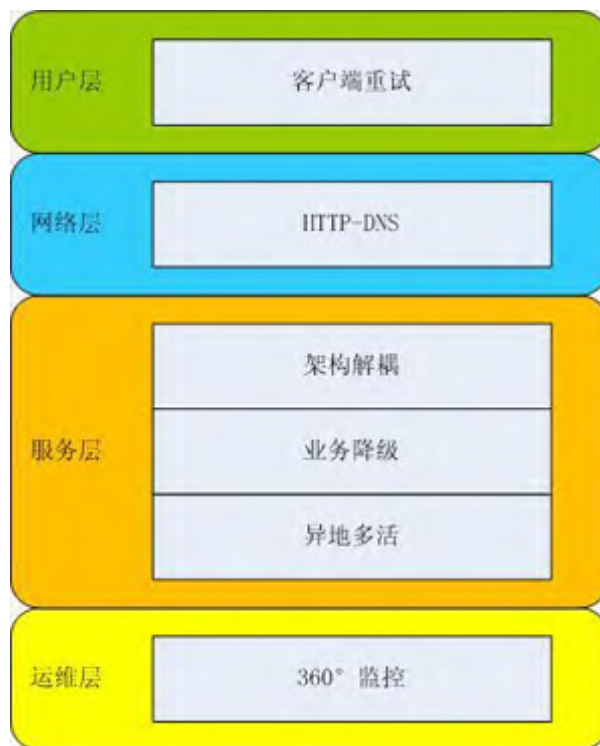 用户层
客户端重试
网络层
HTTP-DNS
服务层
架构解耦
业务降级
异地多活
运维层
360° 监控